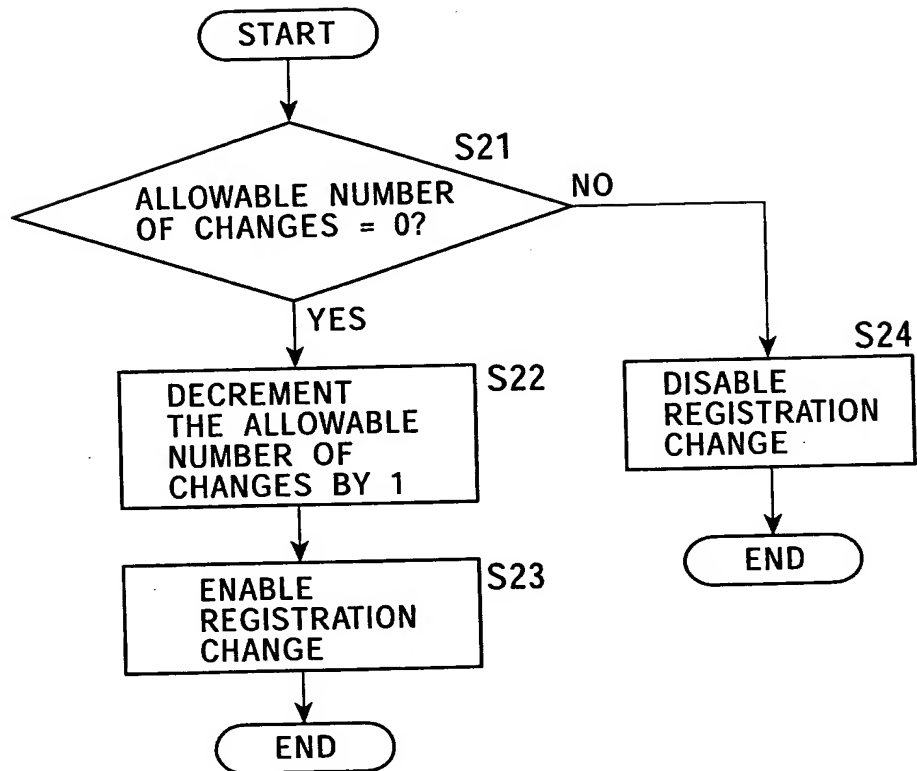 START
S21
ALLOWABLE NUMBER
OF CHANGES = 0?
NO
YES
S22
DECREMENT
THE ALLOWABLE
NUMBER OF
CHANGES BY 1
S23
ENABLE
REGISTRATION
CHANGE
END
S24
DISABLE
REGISTRATION
CHANGE
END